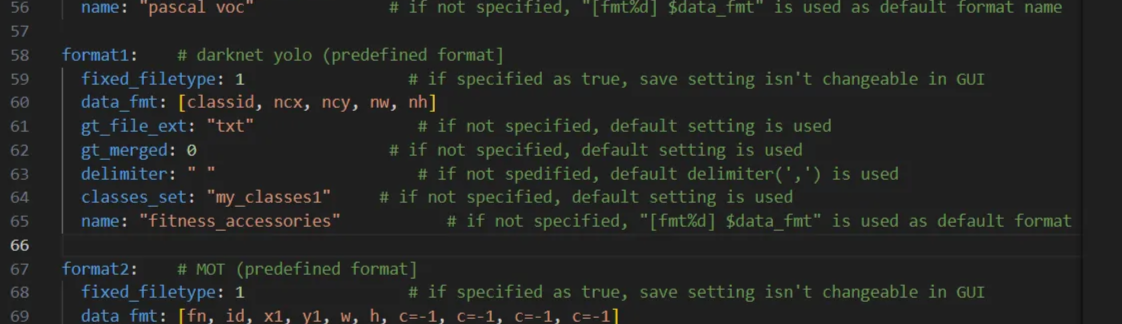 56 name: "pascal voc" # if not specified, "[fmt%d] $data_fmt" is used as default format name
57
58 format1: # darknet yolo (predefined format]
59 fixed_filetype: 1 # if specified as true, save setting isn't changeable in GUI
60 data_fmt: [classid, ncx, ncy, nw, nh]
61 gt_file_ext: "txt" # if not specified, default setting is used
62 gt_merged: 0 # if not specified, default setting is used
63 delimiter: " " # if not spedified, default delimiter(',') is used
64 classes_set: "my_classes1" # if not specified, default setting is used
65 name: "fitness_accessories" # if not specified, "[fmt%d] $data_fmt" is used as default format
66
67 format2: # MOT (predefined format]
68 fixed_filetype: 1 # if specified as true, save setting isn't changeable in GUI
69 data_fmt: [fn, id, x1, y1, w, h, c=-1, c=-1, c=-1, c=-1]